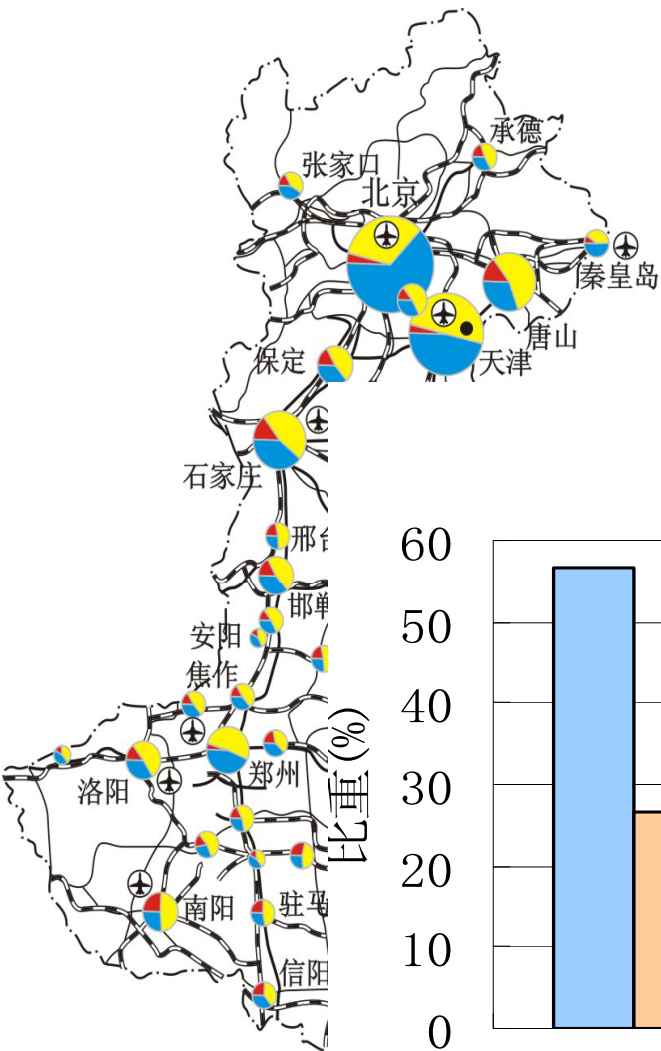 承德
张家口
北京
秦皇岛
唐山
保定
天津
石家庄
邢台
邯郸
安阳
焦作
郑州
洛阳
南阳
驻马
信阳
比重(%)
60
50
40
30
20
10
0